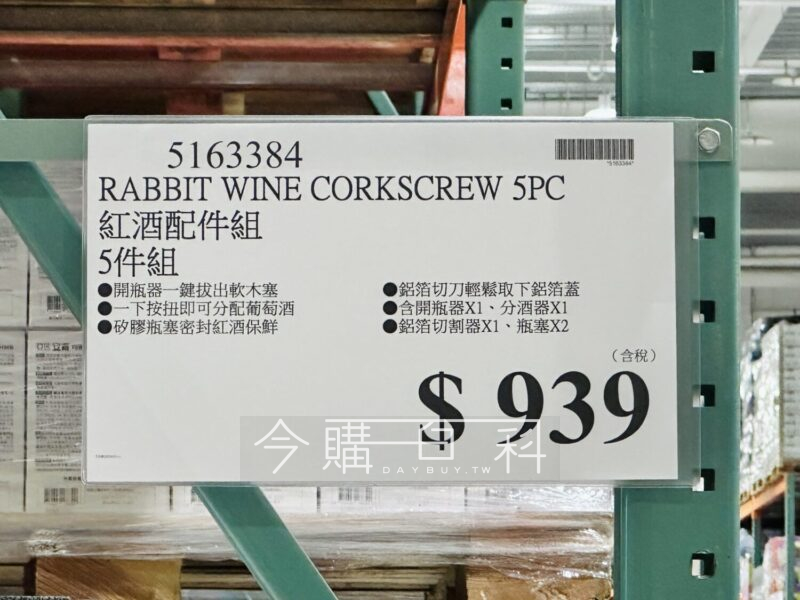 5163384
*5163384*
RABBIT WINE CORKSCREW 5PC
紅酒配件組
5件組
●開瓶器一鍵拔出軟木塞
●一下按扭即可分配葡萄酒
●矽膠瓶塞密封紅酒保鮮
●鋁箔切刀輕鬆取下鋁箔蓋
●含開瓶器X1、分酒器X1
●鋁箔切割器X1、瓶塞X2
(含稅)
$ 939
今購百科
DAYBUY.TW